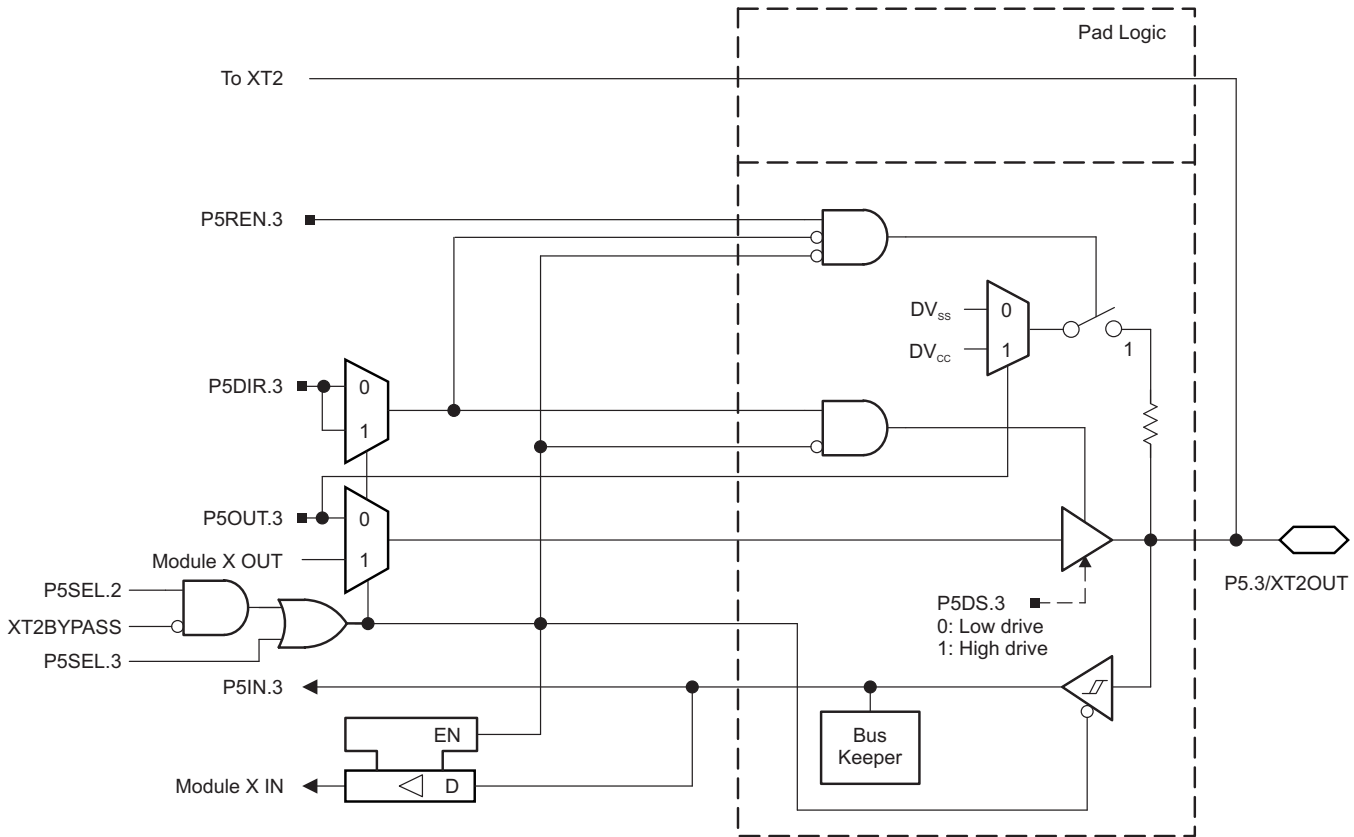 Pad Logic
To XT2
P5REN.3
DVSS
0
DVCC
1
1
P5DIR.3
0
1
P5OUT.3
0
Module X OUT
1
P5SEL.2
XT2BYPASS
P5SEL.3
P5.3/XT2OUT
P5DS.3
0: Low drive
1: High drive
P5IN.3
EN
Bus
Keeper
Module X IN
D